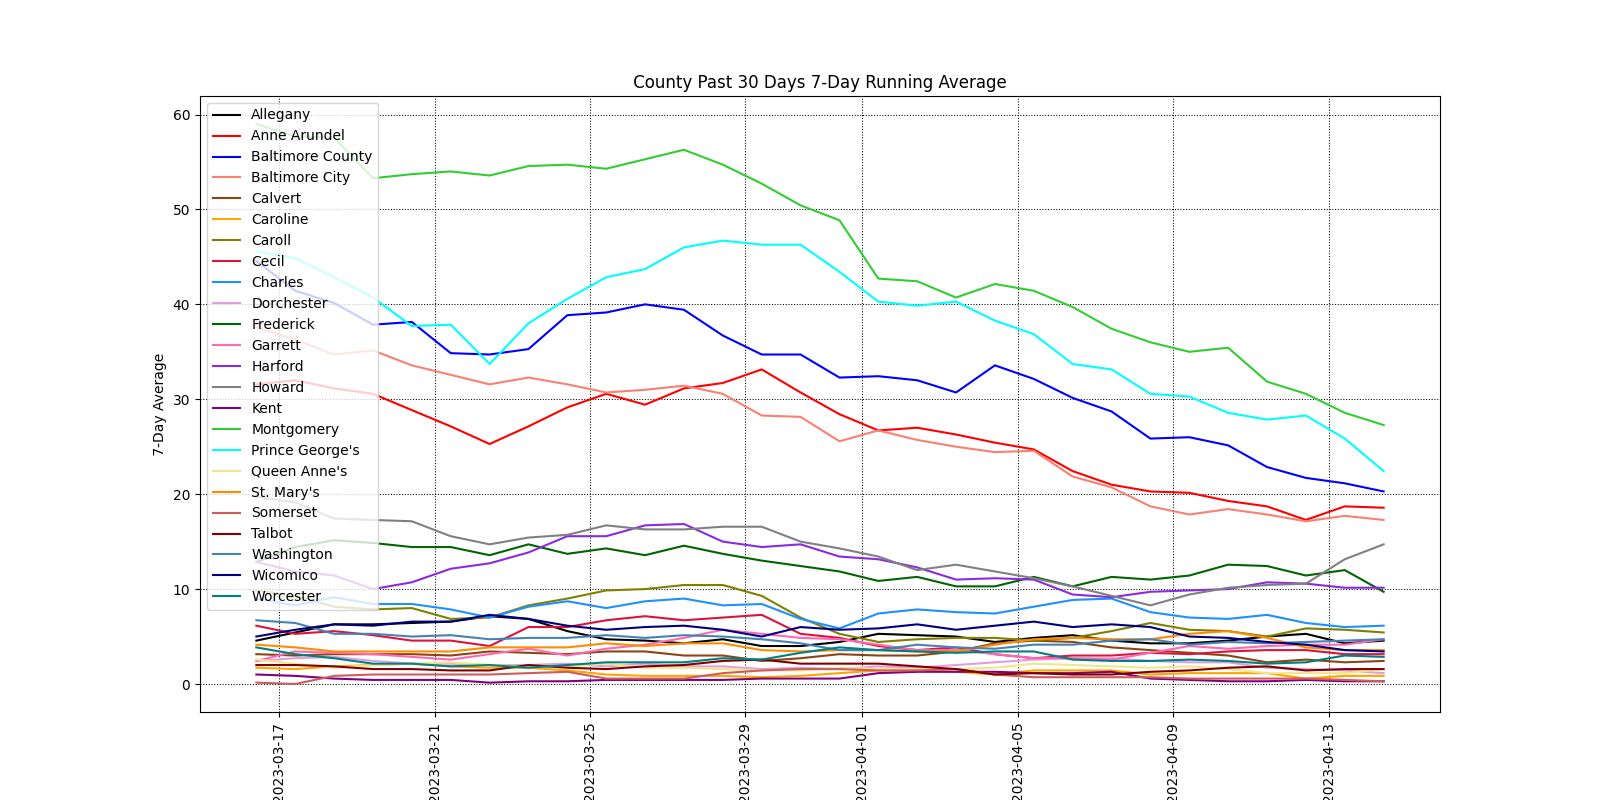 County Past 30 Days 7-Day Running Average
60
50
40
30
20
10
0
7-Day Average
Allegany
Anne Arundel
Baltimore County
Baltimore City
Calvert
Caroline
Caroll
Cecil
Charles
Dorchester
Frederick
Garrett
Harford
Howard
Kent
Montgomery
Prince George's
Queen Anne's
St. Mary's
Somerset
Talbot
Washington
Wicomico
Worcester
2023-03-17
2023-03-21
2023-03-25
2023-03-29
2023-04-01
2023-04-05
2023-04-09
2023-04-13